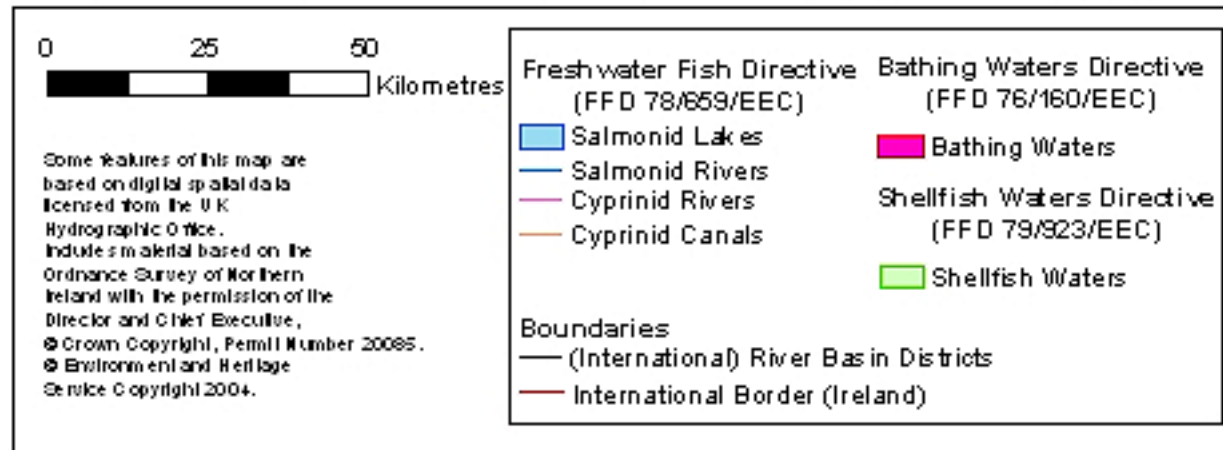 0 25 50
Kilometres
Some features of this map are
based on digital spatial data
licensed from the UK
Hydrographic Office.
Includes material based on the
Ordnance Survey of Northern
Ireland with the permission of the
Director and Chief Executive,
© Crown Copyright, Permit Number 20085.
© Environment and Heritage
Service Copyright 2004.
Freshwater Fish Directive
(FFD 78/659/EEC)
Salmonid Lakes
Salmonid Rivers
Cyprinid Rivers
Cyprinid Canals
Bathing Waters Directive
(FFD 76/160/EEC)
Bathing Waters
Shellfish Waters Directive
(FFD 79/923/EEC)
Shellfish Waters
Boundaries
(International) River Basin Districts
International Border (Ireland)